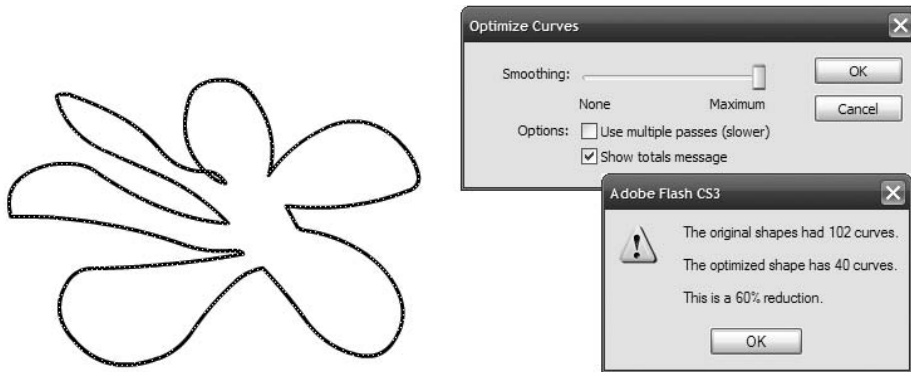 Optimize Curves
Smoothing:
None Maximum
Options: Use multiple passes (slower)
Show totals message
OK
Cancel
Adobe Flash CS3
The original shapes had 102 curves.
The optimized shape has 40 curves.
This is a 60% reduction.
OK